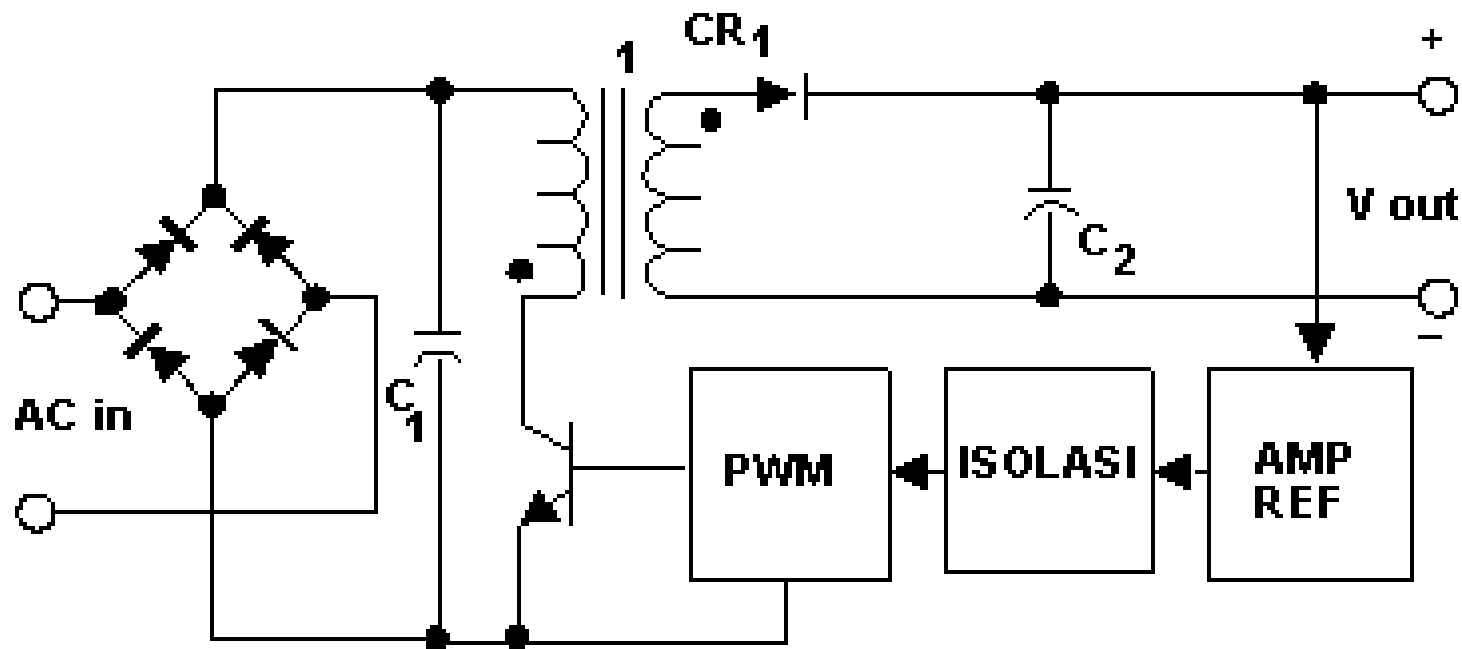 CR1
1
+
V out
C2
–
C1
AC in
PWM
ISOLASI
AMP
REF